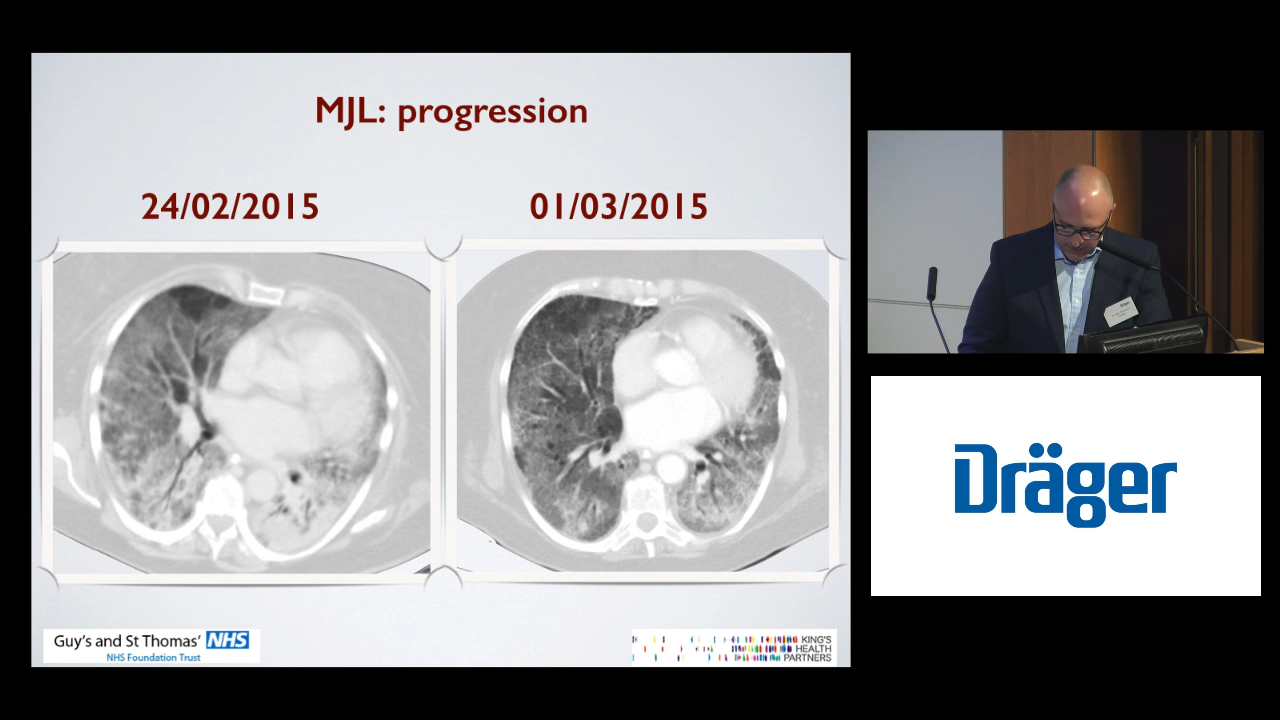 MJL: progression
24/02/2015
01/03/2015
Guy's and St Thomas' NHS
NHS Foundation Trust
KING'S
HEALTH
PARTNERS
Dräger